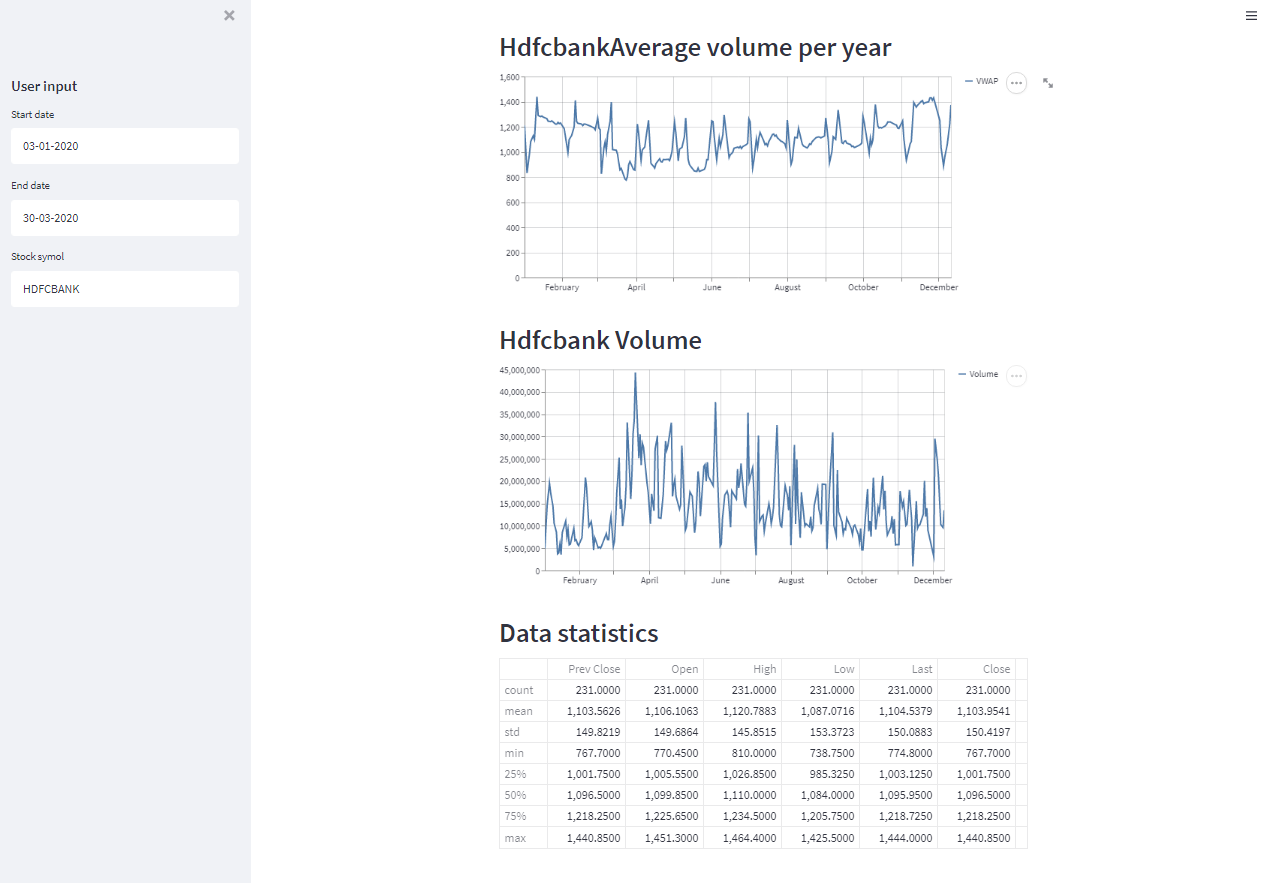 User input
Start date
03-01-2020
End date
30-03-2020
Stock symol
HDFCBANK
HdfcbankAverage volume per year
1,600
1,400
1,200
1,000
800
600
400
200
0
February April June August October December
VWAP
Hdfcbank Volume
45,000,000
40,000,000
35,000,000
30,000,000
25,000,000
20,000,000
15,000,000
10,000,000
5,000,000
0
February April June August October December
Volume
Data statistics
Prev Close Open High Low Last Close
count 231.0000 231.0000 231.0000 231.0000 231.0000 231.0000
mean 1,103.5626 1,106.1063 1,120.7883 1,087.0716 1,104.5379 1,103.9541
std 149.8219 149.6864 145.8515 153.3723 150.0883 150.4197
min 767.7000 770.4500 810.0000 738.7500 774.8000 767.7000
25% 1,001.7500 1,005.5500 1,026.8500 985.3250 1,003.1250 1,001.7500
50% 1,096.5000 1,099.8500 1,110.0000 1,084.0000 1,095.9500 1,096.5000
75% 1,218.2500 1,225.6500 1,234.5000 1,205.7500 1,218.7250 1,218.2500
max 1,440.8500 1,451.3000 1,464.4000 1,425.5000 1,444.0000 1,440.8500